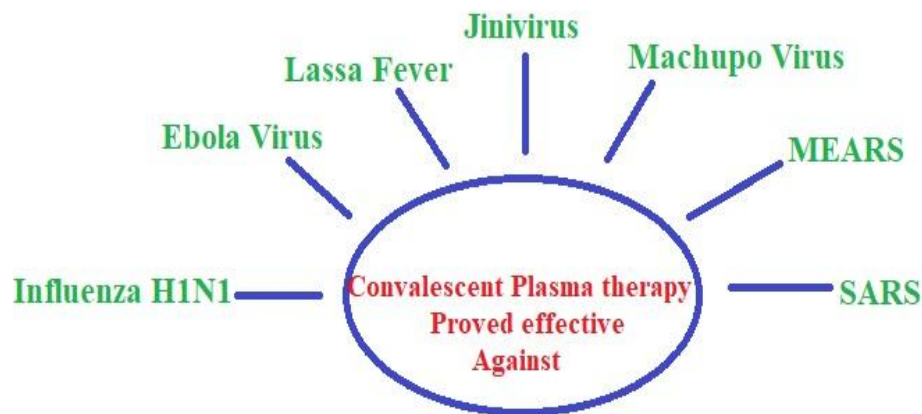 Jinivirus
Lassa Fever
Machupo Virus
Ebola Virus
MEARS
Influenza H1N1
SARS
Convalescent Plasma therapy
Proved effective
Against